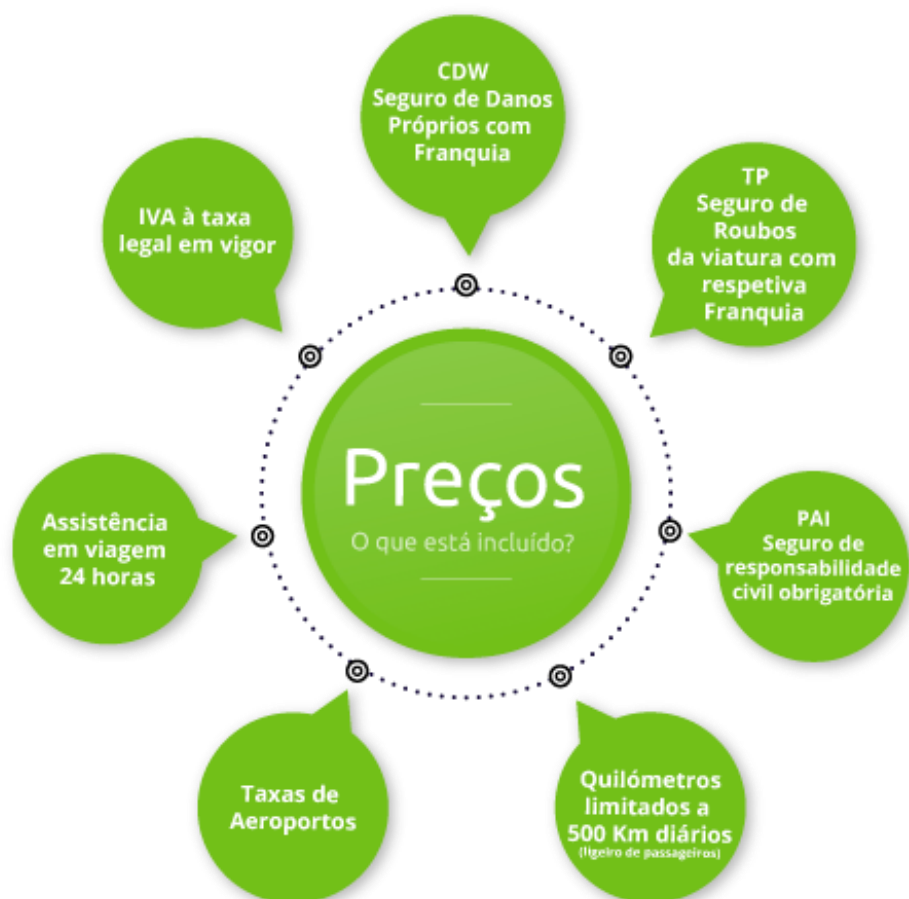 Preços
O que está incluído?
CDW
Seguro de Danos
Próprios com
Franquia
TP
Seguro de
Roubos
da viatura com
respetiva
Franquia
PAI
Seguro de
responsabilidade
civil obrigatória
Quilómetros
limitados a
500 Km diários
(ligeiro de passageiros)
Taxas de
Aeroportos
Assistência
em viagem
24 horas
IVA à taxa
legal em vigor